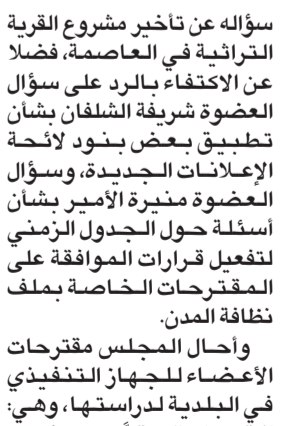 سؤاله عن تأخير مشروع القرية
التراثية في العاصمة، فضلا
عن الاكتفاء بالرد على سؤال
العضوة شريفة الشلفان بشأن
تطبيق بعض بنود لائحة
الإعلانات الجديدة، وسؤال
العضوة منيرة الأمير بشأن
أسئلة حول الجدول الزمني
لتفعيل قرارات الموافقة على
المقترحات الخاصة بملف
نظافة المدن.
وأحال المجلس مقترحات
الأعضاء للجهاز التنفيذي
في البلدية لدراستها، وهي: